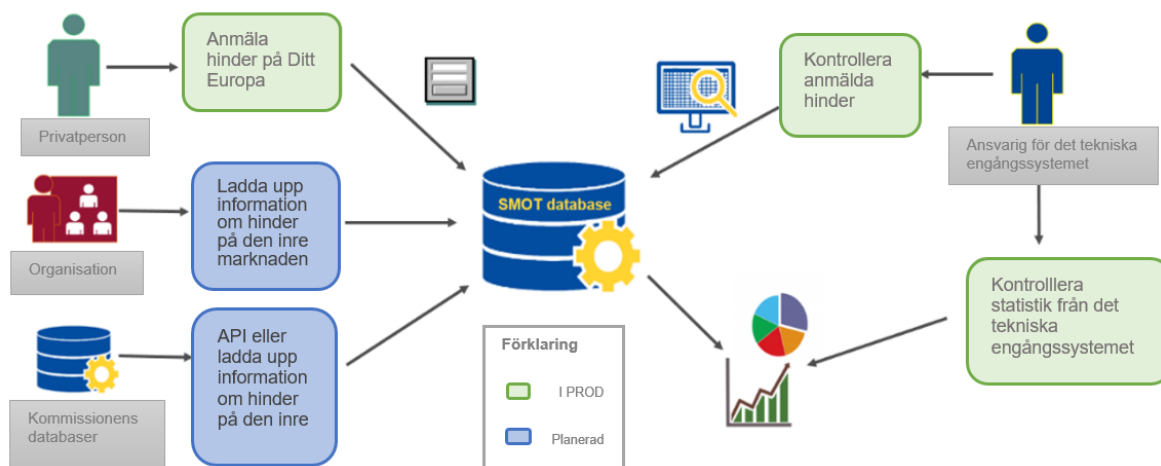 Anmäla
hinder på Ditt
Europa
Privatperson
Ladda upp
information
om hinder
på den inre
marknaden
Organisation
API eller
ladda upp
information
om hinder
på den inre
Kommissionens
databaser
SMOT database
Förklaring
I PROD
Planerad
Kontrollera
anmälda
hinder
Ansvarig för det tekniska
engångssystemet
Kontrolllera
statistik från det
tekniska
engångssystemet